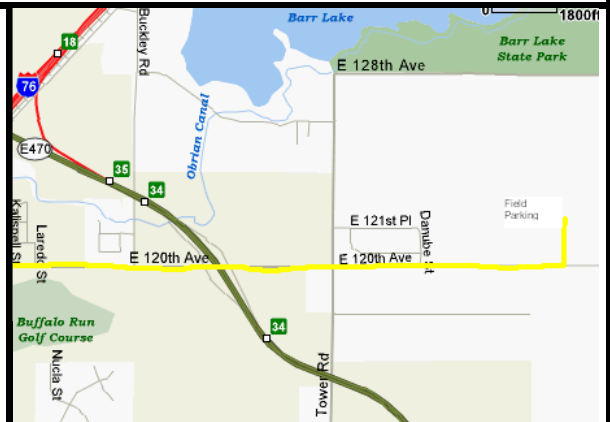 0
1800ft
Barr Lake
18
Buckley Rd
Barr Lake
State Park
E 128th Ave
76
Obrian Canal
E470
35
34
Kalispell St
Laredo St
E 121st Pl
Danube St
Field
Parking
E 120th Ave
E 120th Ave
Buffalo Run
Golf Course
34
Nucla St
Tower Rd